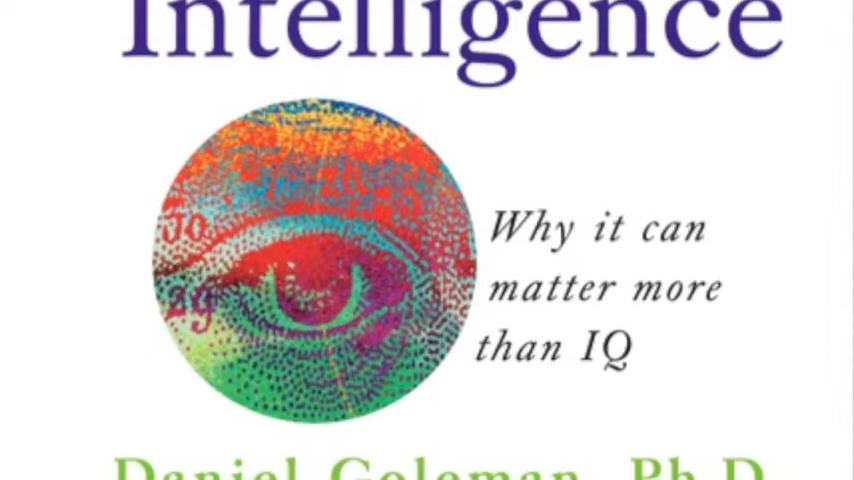 Intelligence
Why it can
matter more
than IQ
Daniel Goleman, Ph.D.